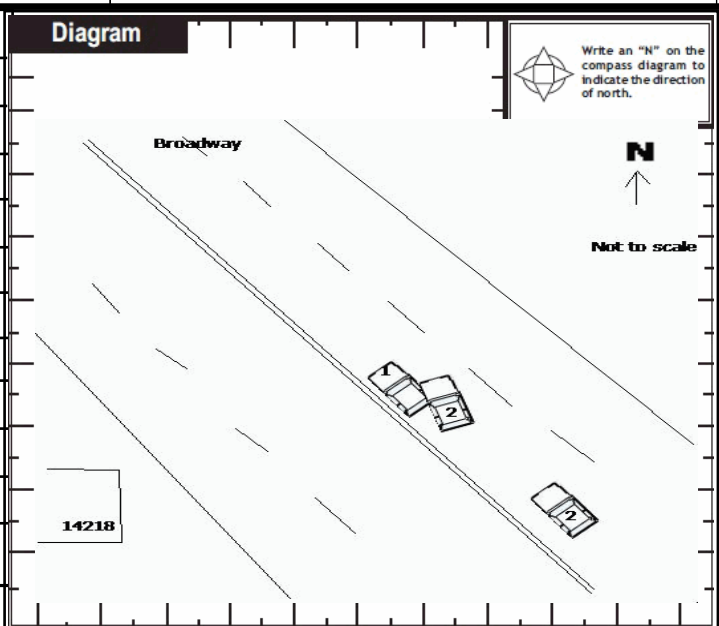 Diagram
Write an “N” on the
compass diagram to
indicate the direction
of north.
Broadway
N
Not to scale
1
2
2
14218